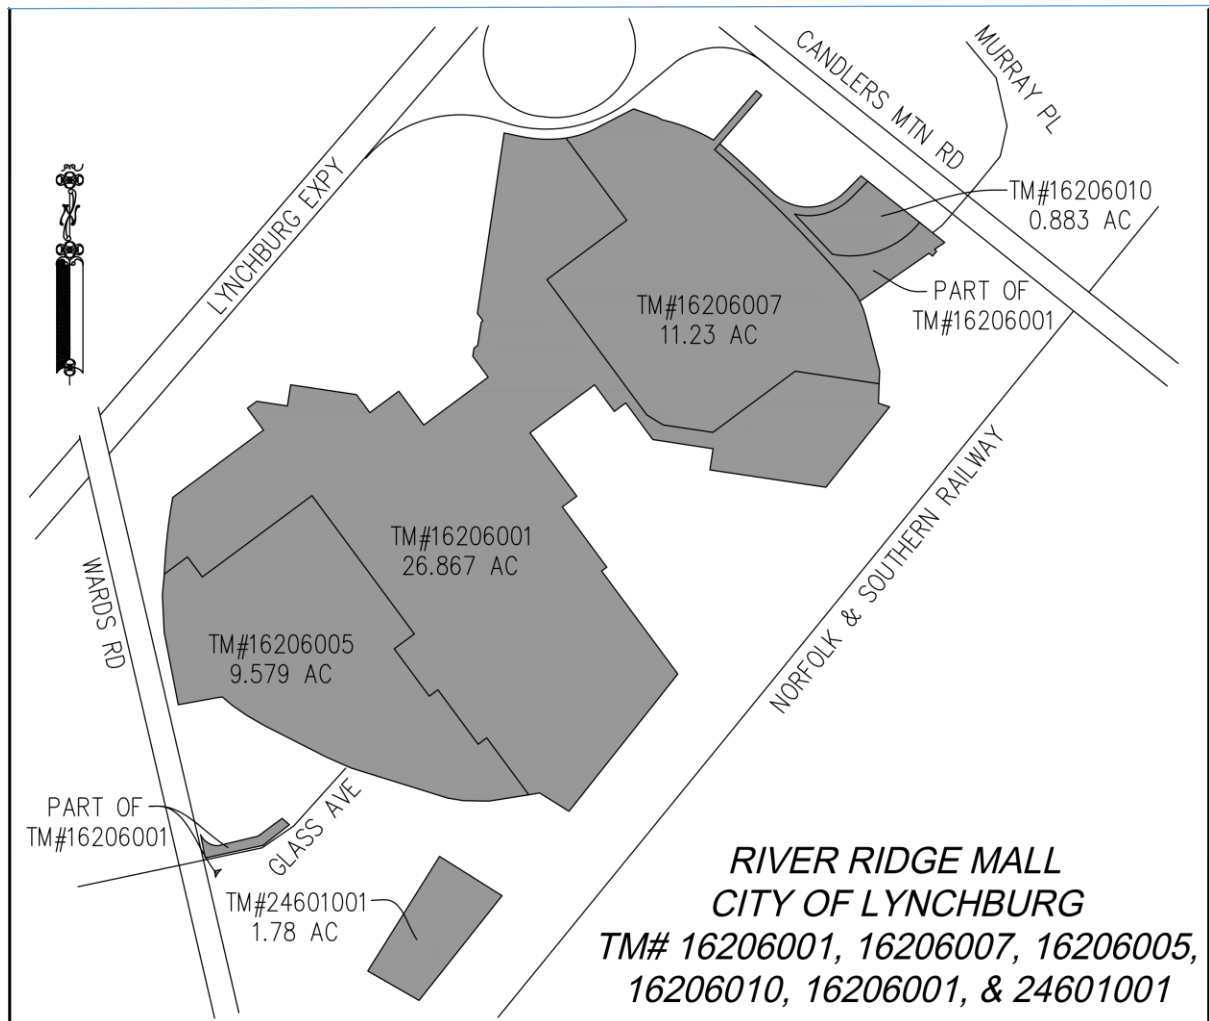 CANDLERS MTN RD
MURRAY PL
LYNCHBURG EXPY
N
TM#16206010
0.883 AC
PART OF
TM#16206001
TM#16206007
11.23 AC
TM#16206001
26.867 AC
NORFOLK & SOUTHERN RAILWAY
WARDS RD
TM#16206005
9.579 AC
PART OF
TM#16206001
GLASS AVE
TM#24601001
1.78 AC
RIVER RIDGE MALL
CITY OF LYNCHBURG
TM# 16206001, 16206007, 16206005,
16206010, 16206001, & 24601001